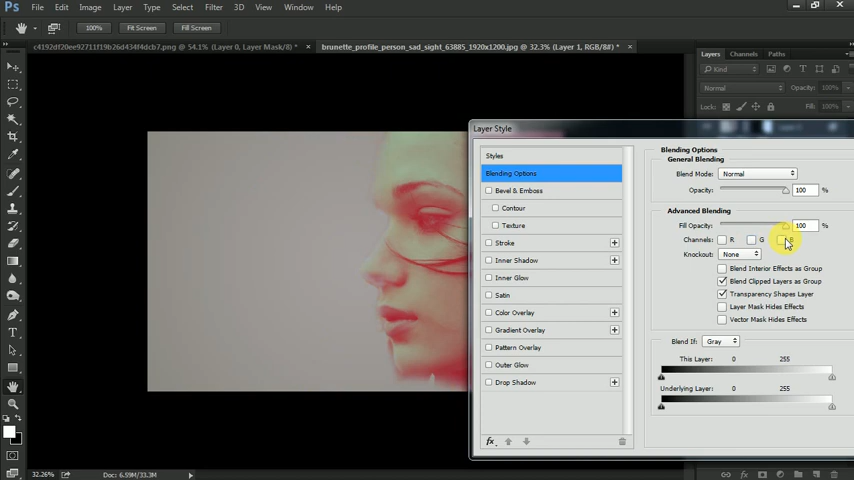 Ps File Edit Image Layer Type Select Filter 3D View Window Help
100% Fit Screen Fill Screen
c4192df20ee92711f19b26d434f4dcb7.png @ 54.1% (Layer 0, Layer Mask/8) * × brunette_profile_person_sad_sight_63885_1920x1200.jpg @ 32.3% (Layer 1, RGB/8#) * ×
Layers Channels Paths
Kind
Normal Opacity: 100%
Lock: Fill: 100%
Layer Style
Styles
Blending Options
Bevel & Emboss
Contour
Texture
Stroke
Inner Shadow
Inner Glow
Satin
Color Overlay
Gradient Overlay
Pattern Overlay
Outer Glow
Drop Shadow
fx
Blending Options
General Blending
Blend Mode: Normal
Opacity: 100 %
Advanced Blending
Fill Opacity: 100 %
Channels: R G B
Knockout: None
Blend Interior Effects as Group
Blend Clipped Layers as Group
Transparency Shapes Layer
Layer Mask Hides Effects
Vector Mask Hides Effects
Blend If: Gray
This Layer: 0 255
Underlying Layer: 0 255
32.26% Doc: 6.59M/33.3M
fx